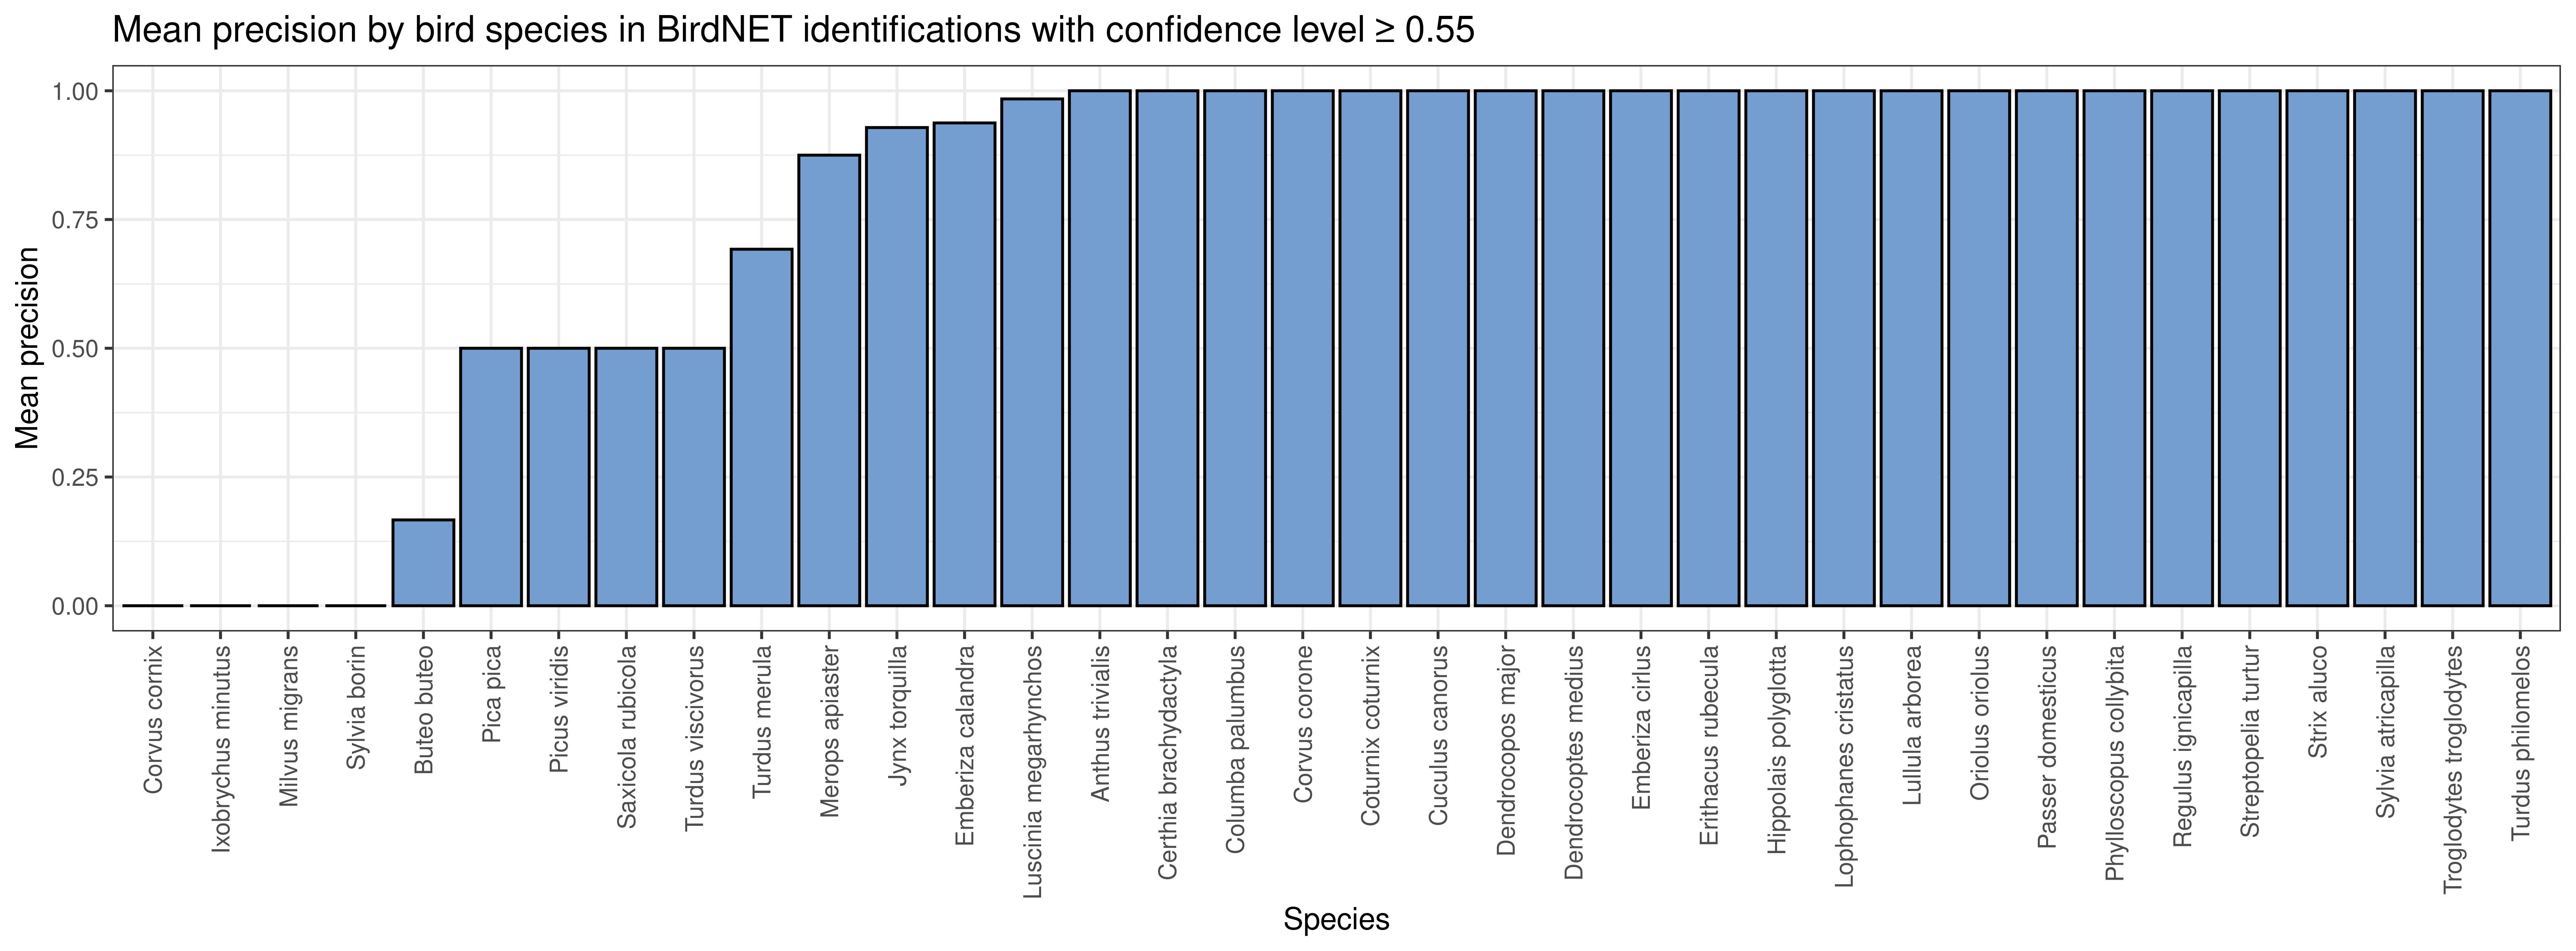 Mean precision by bird species in BirdNET identifications with confidence level ≥ 0.55
Mean precision
1.00
0.75
0.50
0.25
0.00
Corvus cornix
Ixobrychus minutus
Milvus migrans
Sylvia borin
Buteo buteo
Pica pica
Picus viridis
Saxicola rubicola
Turdus viscivorus
Turdus merula
Merops apiaster
Jynx torquilla
Emberiza calandra
Luscinia megarhynchos
Anthus trivialis
Certhia brachydactyla
Columba palumbus
Corvus corone
Coturnix coturnix
Cuculus canorus
Dendrocopos major
Dendrocoptes medius
Emberiza cirlus
Erithacus rubecula
Hippolais polyglotta
Lophophanes cristatus
Lullula arborea
Oriolus oriolus
Passer domesticus
Phylloscopus collybita
Regulus ignicapilla
Streptopelia turtur
Strix aluco
Sylvia atricapilla
Troglodytes troglodytes
Turdus philomelos
Species